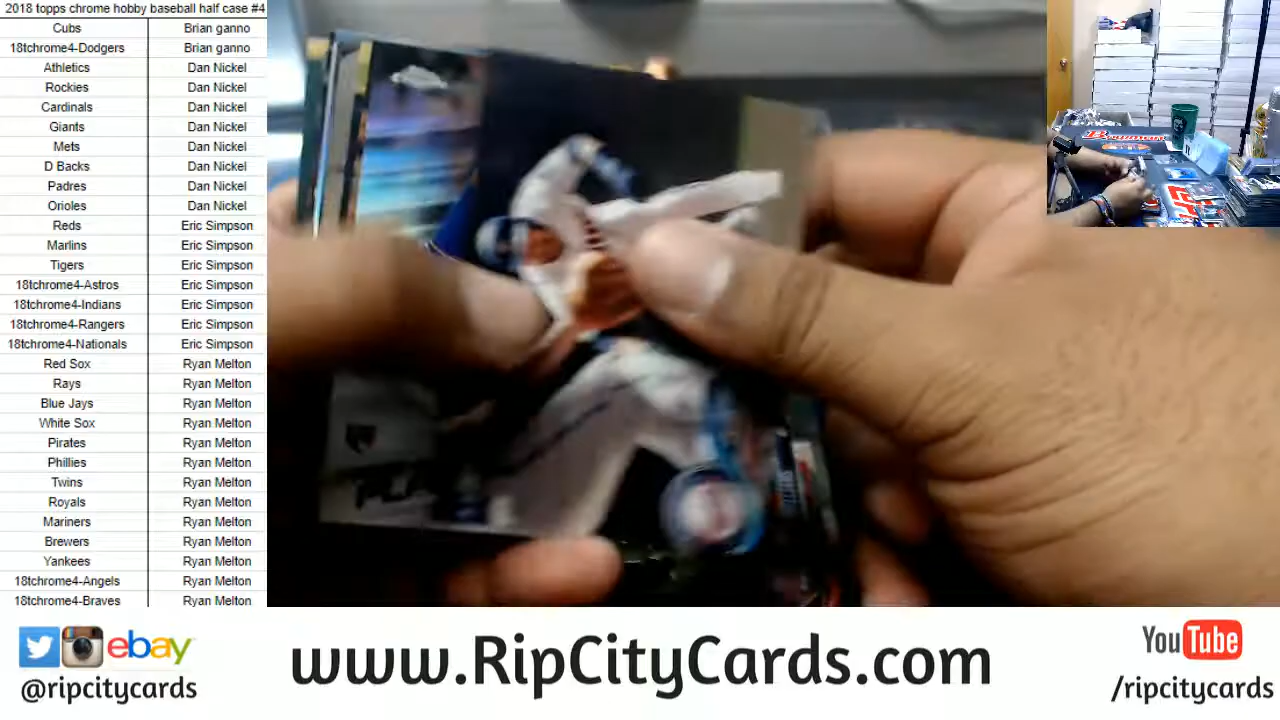 2018 topps chrome hobby baseball half case #4
Cubs Brian ganno
18tchrome4-Dodgers Brian ganno
Athletics Dan Nickel
Rockies Dan Nickel
Cardinals Dan Nickel
Giants Dan Nickel
Mets Dan Nickel
D Backs Dan Nickel
Padres Dan Nickel
Orioles Dan Nickel
Reds Eric Simpson
Marlins Eric Simpson
Tigers Eric Simpson
18tchrome4-Astros Eric Simpson
18tchrome4-Indians Eric Simpson
18tchrome4-Rangers Eric Simpson
18tchrome4-Nationals Eric Simpson
Red Sox Ryan Melton
Rays Ryan Melton
Blue Jays Ryan Melton
White Sox Ryan Melton
Pirates Ryan Melton
Phillies Ryan Melton
Twins Ryan Melton
Royals Ryan Melton
Mariners Ryan Melton
Brewers Ryan Melton
Yankees Ryan Melton
18tchrome4-Angels Ryan Melton
18tchrome4-Braves Ryan Melton
Bowman
ebay
@ripcitycards
www.RipCityCards.com
YouTube
/ripcitycards